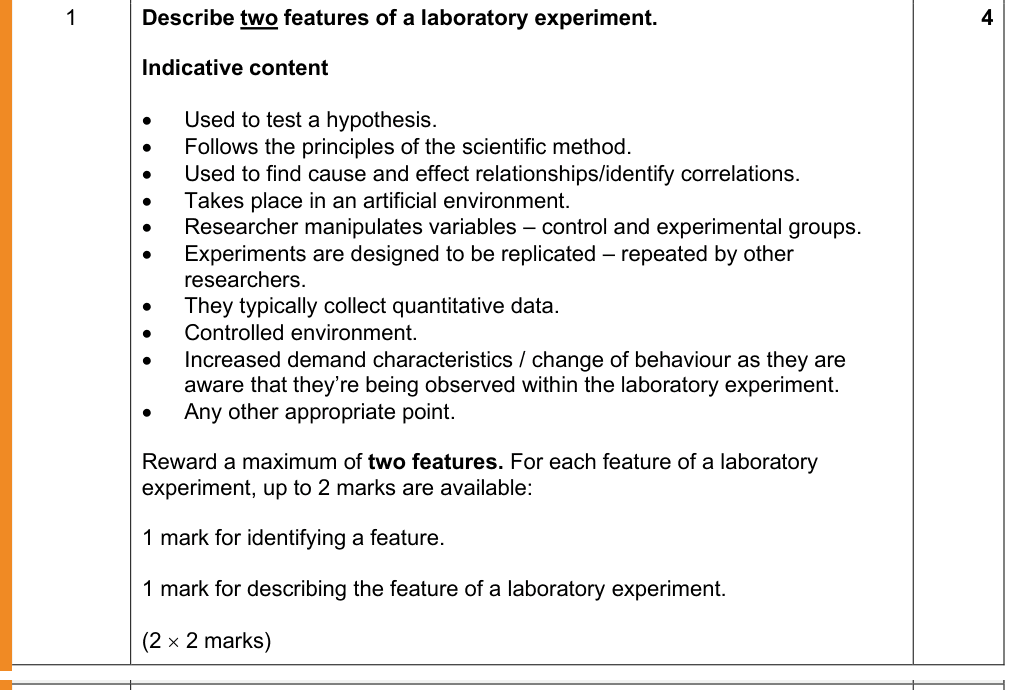 1 Describe two features of a laboratory experiment. 4
Indicative content
• Used to test a hypothesis.
• Follows the principles of the scientific method.
• Used to find cause and effect relationships/identify correlations.
• Takes place in an artificial environment.
• Researcher manipulates variables – control and experimental groups.
• Experiments are designed to be replicated – repeated by other
researchers.
• They typically collect quantitative data.
• Controlled environment.
• Increased demand characteristics / change of behaviour as they are
aware that they’re being observed within the laboratory experiment.
• Any other appropriate point.
Reward a maximum of two features. For each feature of a laboratory
experiment, up to 2 marks are available:
1 mark for identifying a feature.
1 mark for describing the feature of a laboratory experiment.
(2 × 2 marks)